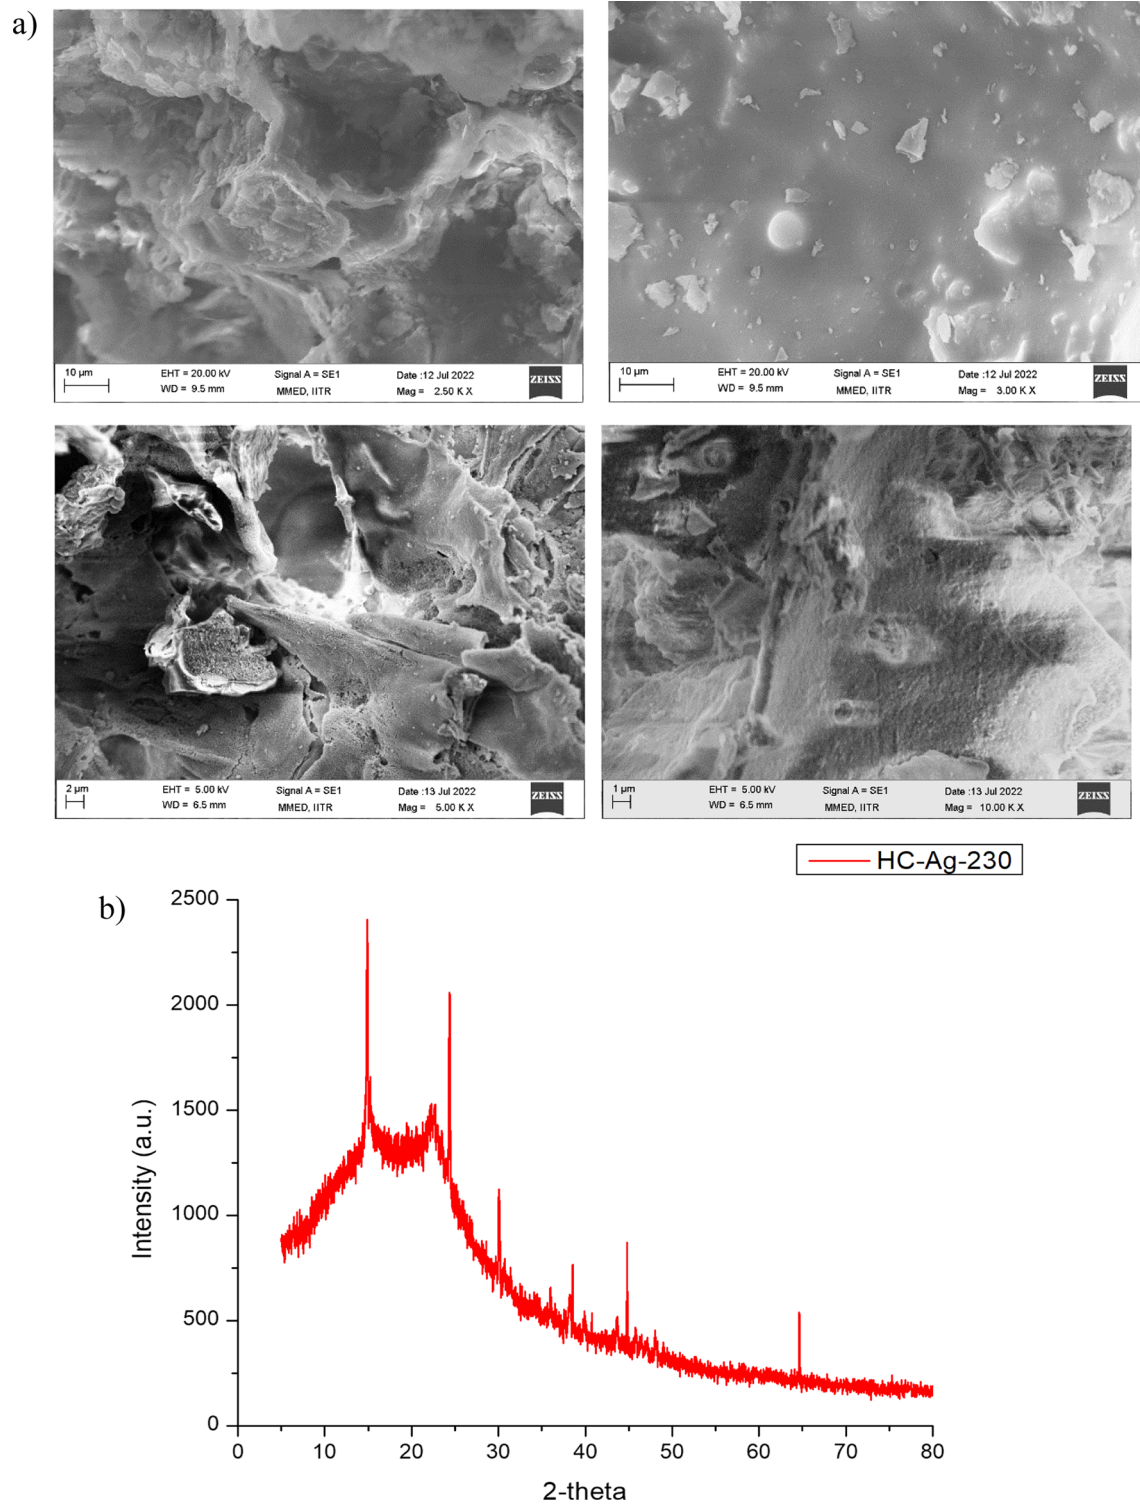 a)
10 µm
EHT = 20.00 kV
WD = 9.5 mm
Signal A = SE1
MMED, IITR
Date :12 Jul 2022
Mag = 2.50 K X
ZEISS
10 µm
EHT = 20.00 kV
WD = 9.5 mm
Signal A = SE1
MMED, IITR
Date :12 Jul 2022
Mag = 3.00 K X
ZEISS
2 µm
EHT = 5.00 kV
WD = 6.5 mm
Signal A = SE1
MMED, IITR
Date :13 Jul 2022
Mag = 5.00 K X
ZEISS
1 µm
EHT = 5.00 kV
WD = 6.5 mm
Signal A = SE1
MMED, IITR
Date :13 Jul 2022
Mag = 10.00 K X
ZEISS
HC-Ag-230
b)
2500
2000
1500
1000
500
0
Intensity (a.u.)
0 10 20 30 40 50 60 70 80
2-theta